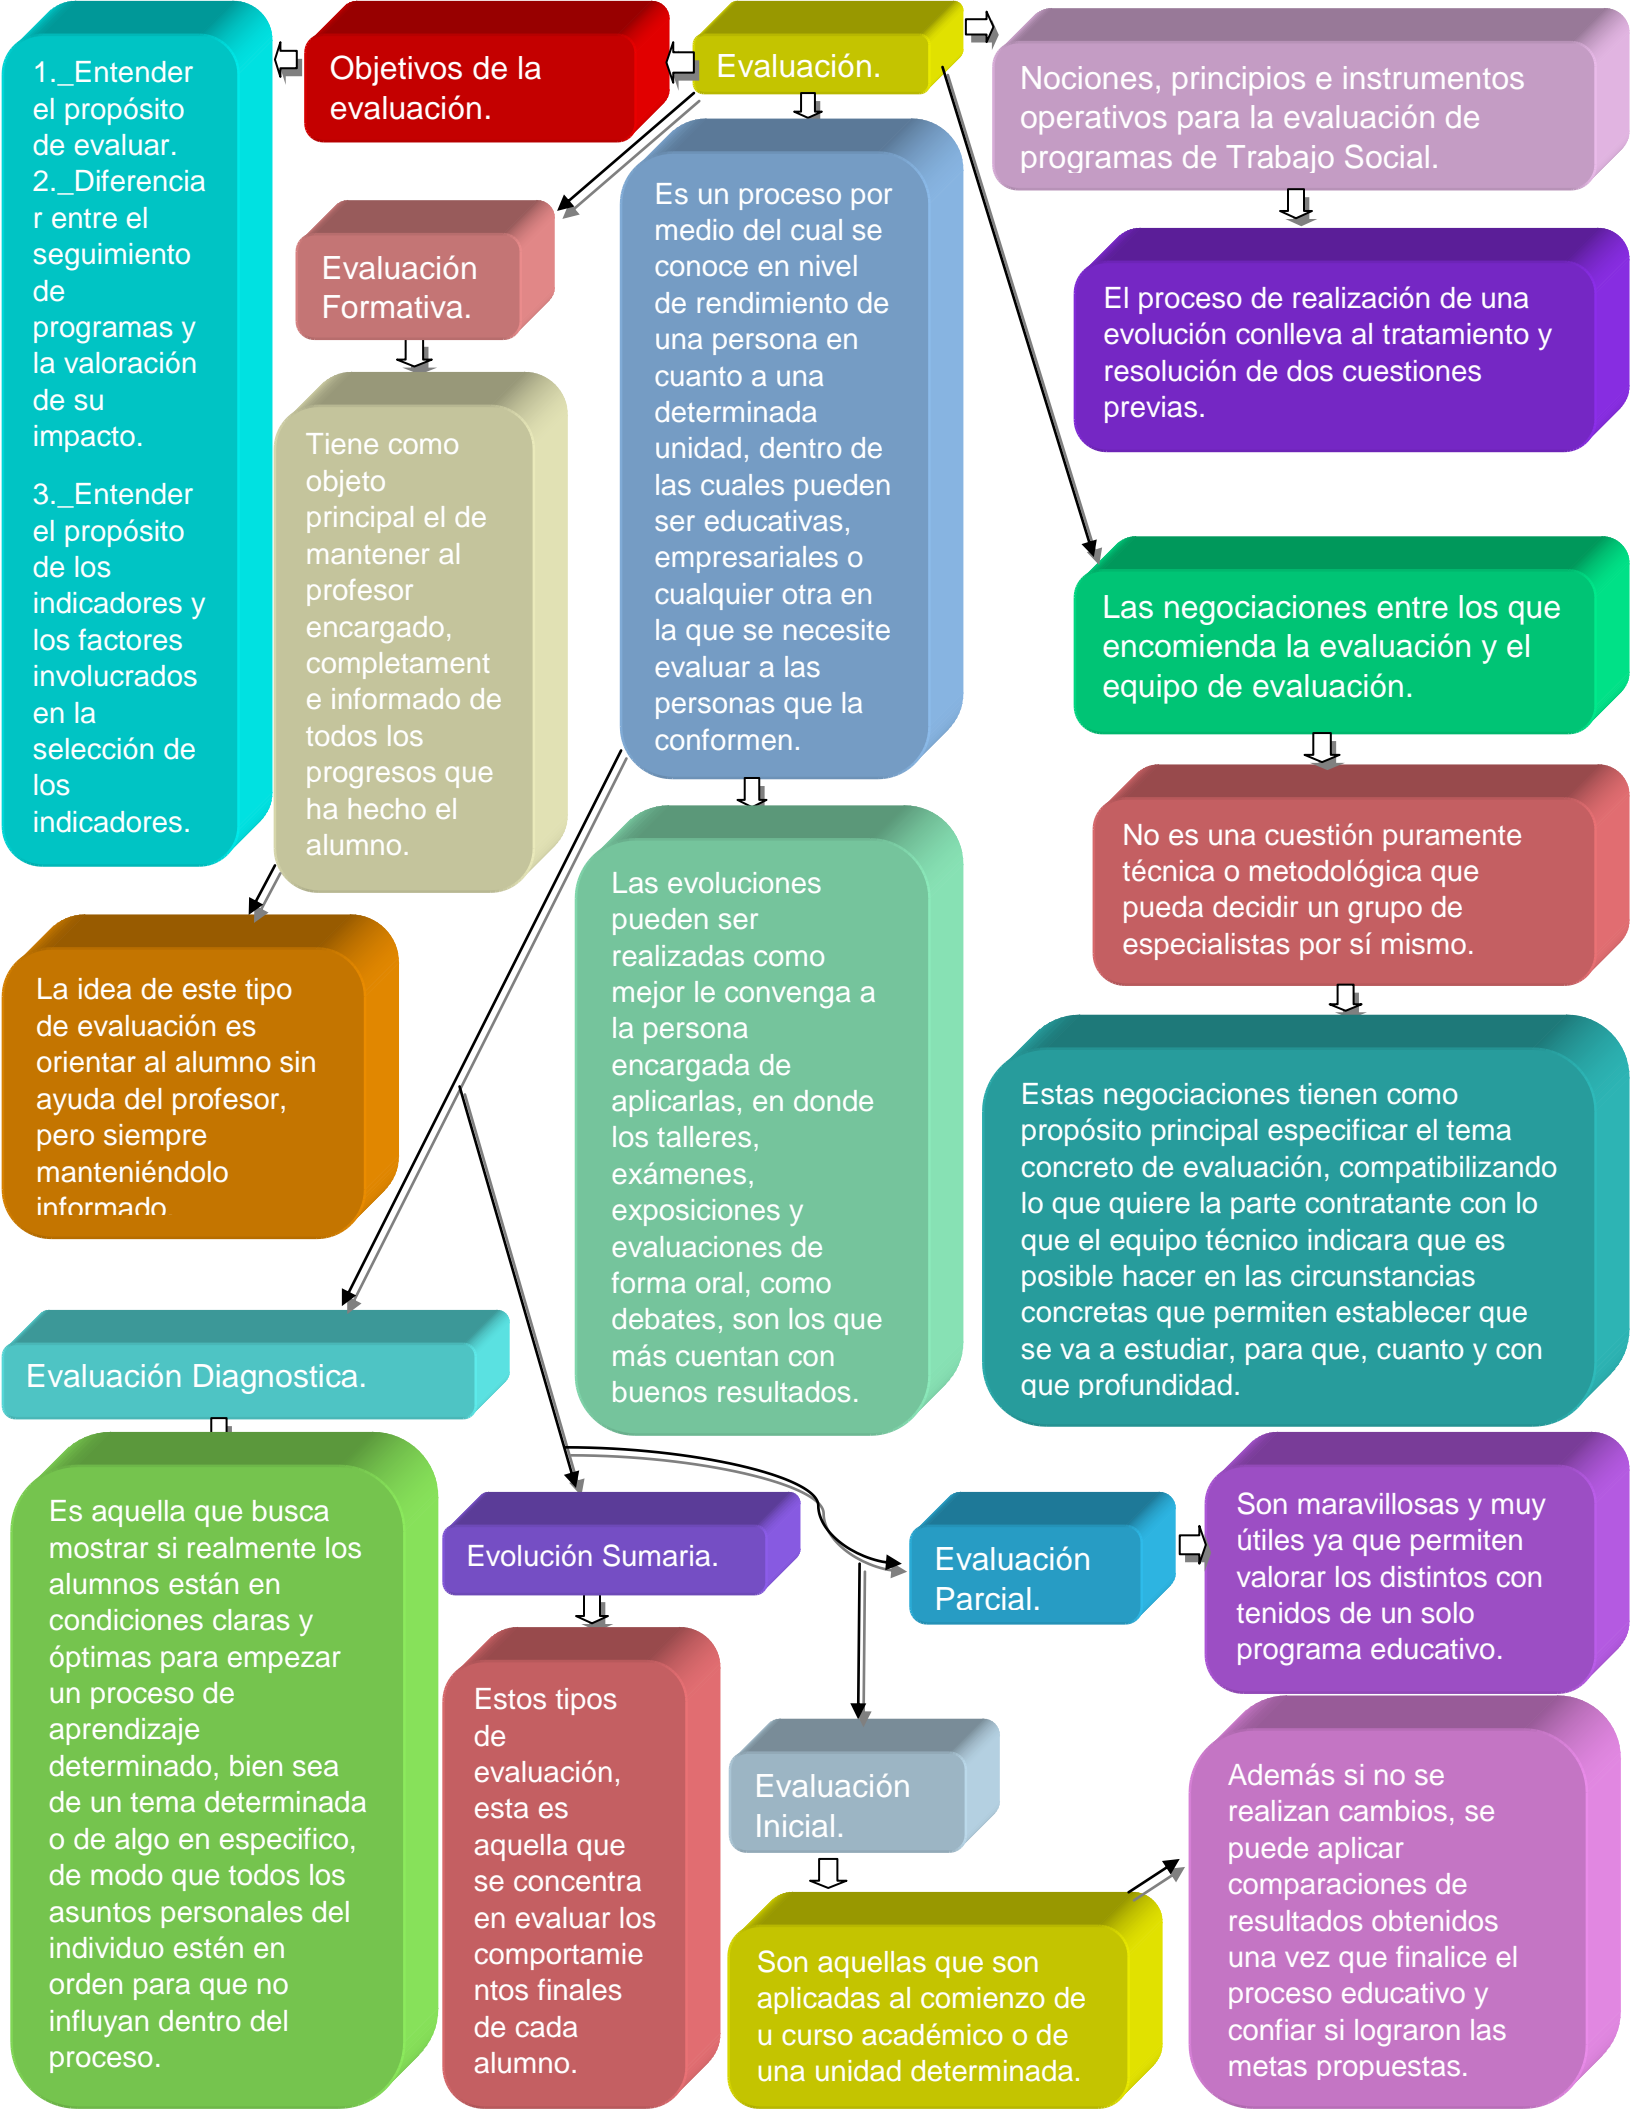 Evaluación.
Objetivos de la
evaluación.
1._Entender
el propósito
de evaluar.
2._Diferencia
r entre el
seguimiento
de
programas y
la valoración
de su
impacto.
3._Entender
el propósito
de los
indicadores y
los factores
involucrados
en la
selección de
los
indicadores.
Nociones, principios e instrumentos
operativos para la evaluación de
programas de Trabajo Social.
El proceso de realización de una
evolución conlleva al tratamiento y
resolución de dos cuestiones
previas.
Evaluación
Formativa.
Tiene como
objeto
principal el de
mantener al
profesor
encargado,
completament
e informado de
todos los
progresos que
ha hecho el
alumno.
La idea de este tipo
de evaluación es
orientar al alumno sin
ayuda del profesor,
pero siempre
manteniéndolo
informado.
Es un proceso por
medio del cual se
conoce en nivel
de rendimiento de
una persona en
cuanto a una
determinada
unidad, dentro de
las cuales pueden
ser educativas,
empresariales o
cualquier otra en
la que se necesite
evaluar a las
personas que la
conformen.
Las evoluciones
pueden ser
realizadas como
mejor le convenga a
la persona
encargada de
aplicarlas, en donde
los talleres,
exámenes,
exposiciones y
evaluaciones de
forma oral, como
debates, son los que
más cuentan con
buenos resultados.
Las negociaciones entre los que
encomienda la evaluación y el
equipo de evaluación.
No es una cuestión puramente
técnica o metodológica que
pueda decidir un grupo de
especialistas por sí mismo.
Estas negociaciones tienen como
propósito principal especificar el tema
concreto de evaluación, compatibilizando
lo que quiere la parte contratante con lo
que el equipo técnico indicara que es
posible hacer en las circunstancias
concretas que permiten establecer que
se va a estudiar, para que, cuanto y con
que profundidad.
Evaluación Diagnostica.
Es aquella que busca
mostrar si realmente los
alumnos están en
condiciones claras y
óptimas para empezar
un proceso de
aprendizaje
determinado, bien sea
de un tema determinada
o de algo en especifico,
de modo que todos los
asuntos personales del
individuo estén en
orden para que no
influyan dentro del
proceso.
Evolución Sumaria.
Estos tipos
de
evaluación,
esta es
aquella que
se concentra
en evaluar los
comportamie
ntos finales
de cada
alumno.
Evaluación
Parcial.
Son maravillosas y muy
útiles ya que permiten
valorar los distintos con
tenidos de un solo
programa educativo.
Evaluación
Inicial.
Son aquellas que son
aplicadas al comienzo de
u curso académico o de
una unidad determinada.
Además si no se
realizan cambios, se
puede aplicar
comparaciones de
resultados obtenidos
una vez que finalice el
proceso educativo y
confiar si lograron las
metas propuestas.